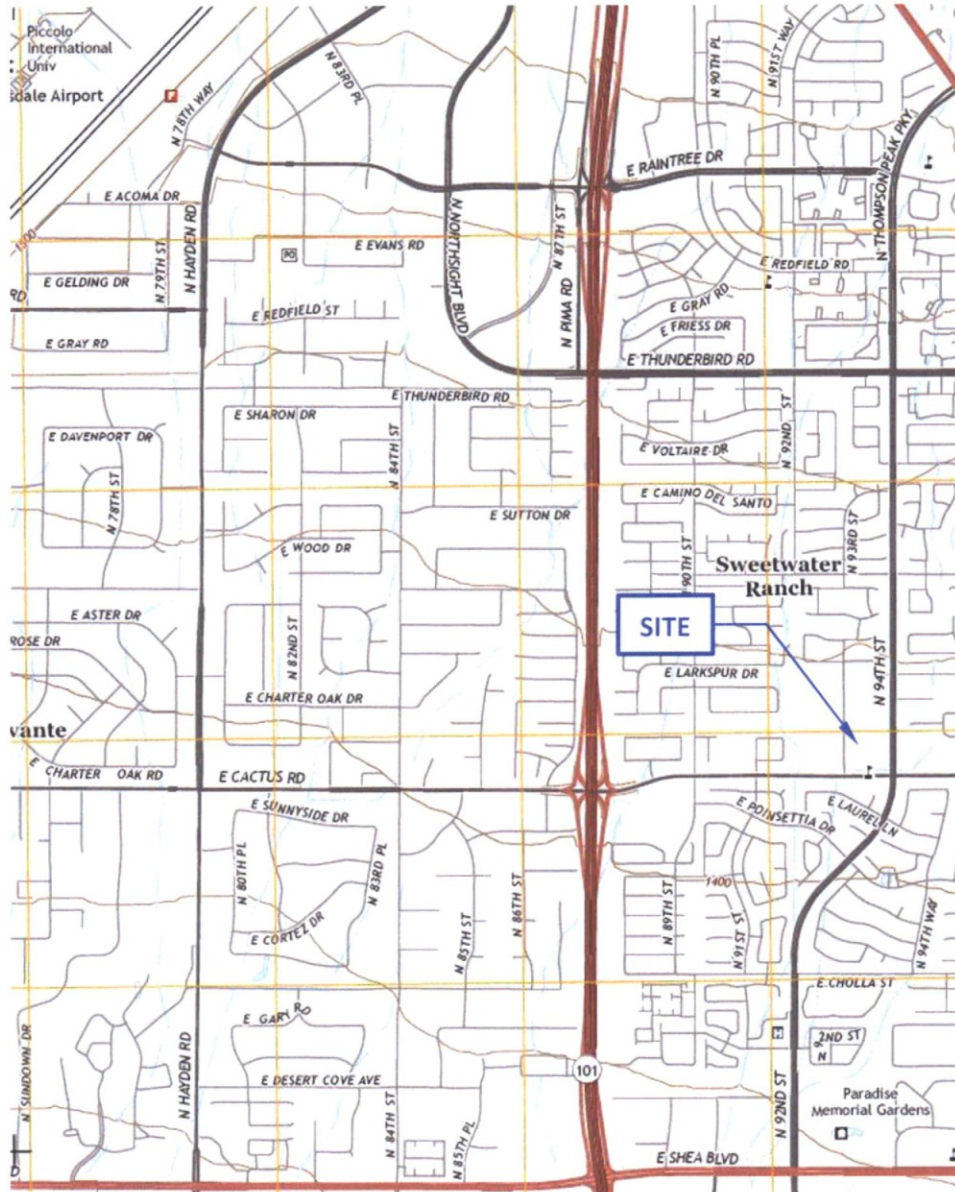 Piccolo
International
Univ
sdale Airport
N 78TH WAY
N 83RD PL
N 90TH PL
N 91ST WAY
E RAINTREE DR
N THOMPSON PEAK PKY
E ACOMA DR
N HAYDEN RD
N NORTHSIGHT BLVD
N 87TH ST
1500
E EVANS RD
PO
E GELDING DR
N 79TH ST
E REDFIELD RD
RD
E REDFIELD ST
N PIMA RD
E GRAY RD
E FRIESS DR
E GRAY RD
E THUNDERBIRD RD
E THUNDERBIRD RD
E SHARON DR
E DAVENPORT DR
N 84TH ST
N 92ND ST
E VOLTAIRE DR
N 78TH ST
E CAMINO DEL SANTO
E SUTTON DR
N 93RD ST
E WOOD DR
N 90TH ST
Sweetwater
Ranch
SITE
E ASTER DR
ROSE DR
N 82ND ST
N 94TH ST
E LARKSPUR DR
E CHARTER OAK DR
vante
E CHARTER OAK RD
E CACTUS RD
E SUNNYSIDE DR
E POINSETTIA DR
E LAUREL LN
N 80TH PL
N 83RD PL
N 86TH ST
N 89TH ST
1400
N 91ST ST
N 94TH WAY
E CORTEZ DR
N 85TH ST
E CHOLLA ST
E GARY RD
H
N 92ND ST
N SUNDOWN DR
N HAYDEN RD
101
E DESERT COVE AVE
N 84TH ST
N 85TH PL
N 92ND ST
Paradise
Memorial Gardens
E SHEA BLVD